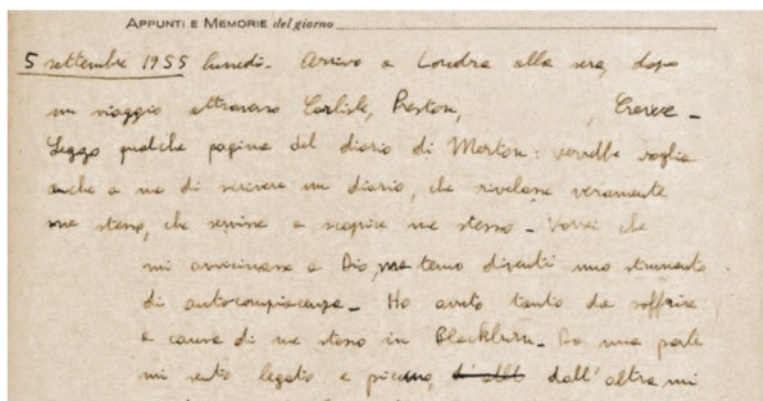 APPUNTI E MEMORIE del giorno
5 settembre 1955 lunedì - Arrivo a Londra alla sera, dopo
un viaggio attraverso Carlisle, Preston, , Crewe -
Leggo qualche pagina del diario di Merton: verrebbe voglia
anche a me di scrivere un diario, che rivelasse veramente
me stesso, che servisse a scoprire me stesso - Vorrei che
mi avvicinasse a Dio, ma temo diventi uno strumento
di autocompiacenza - Ho avuto tanto da soffrire
a causa di me stesso in Blackburn - Da una parte
mi sento legato e piccino, d'all dall'altra mi